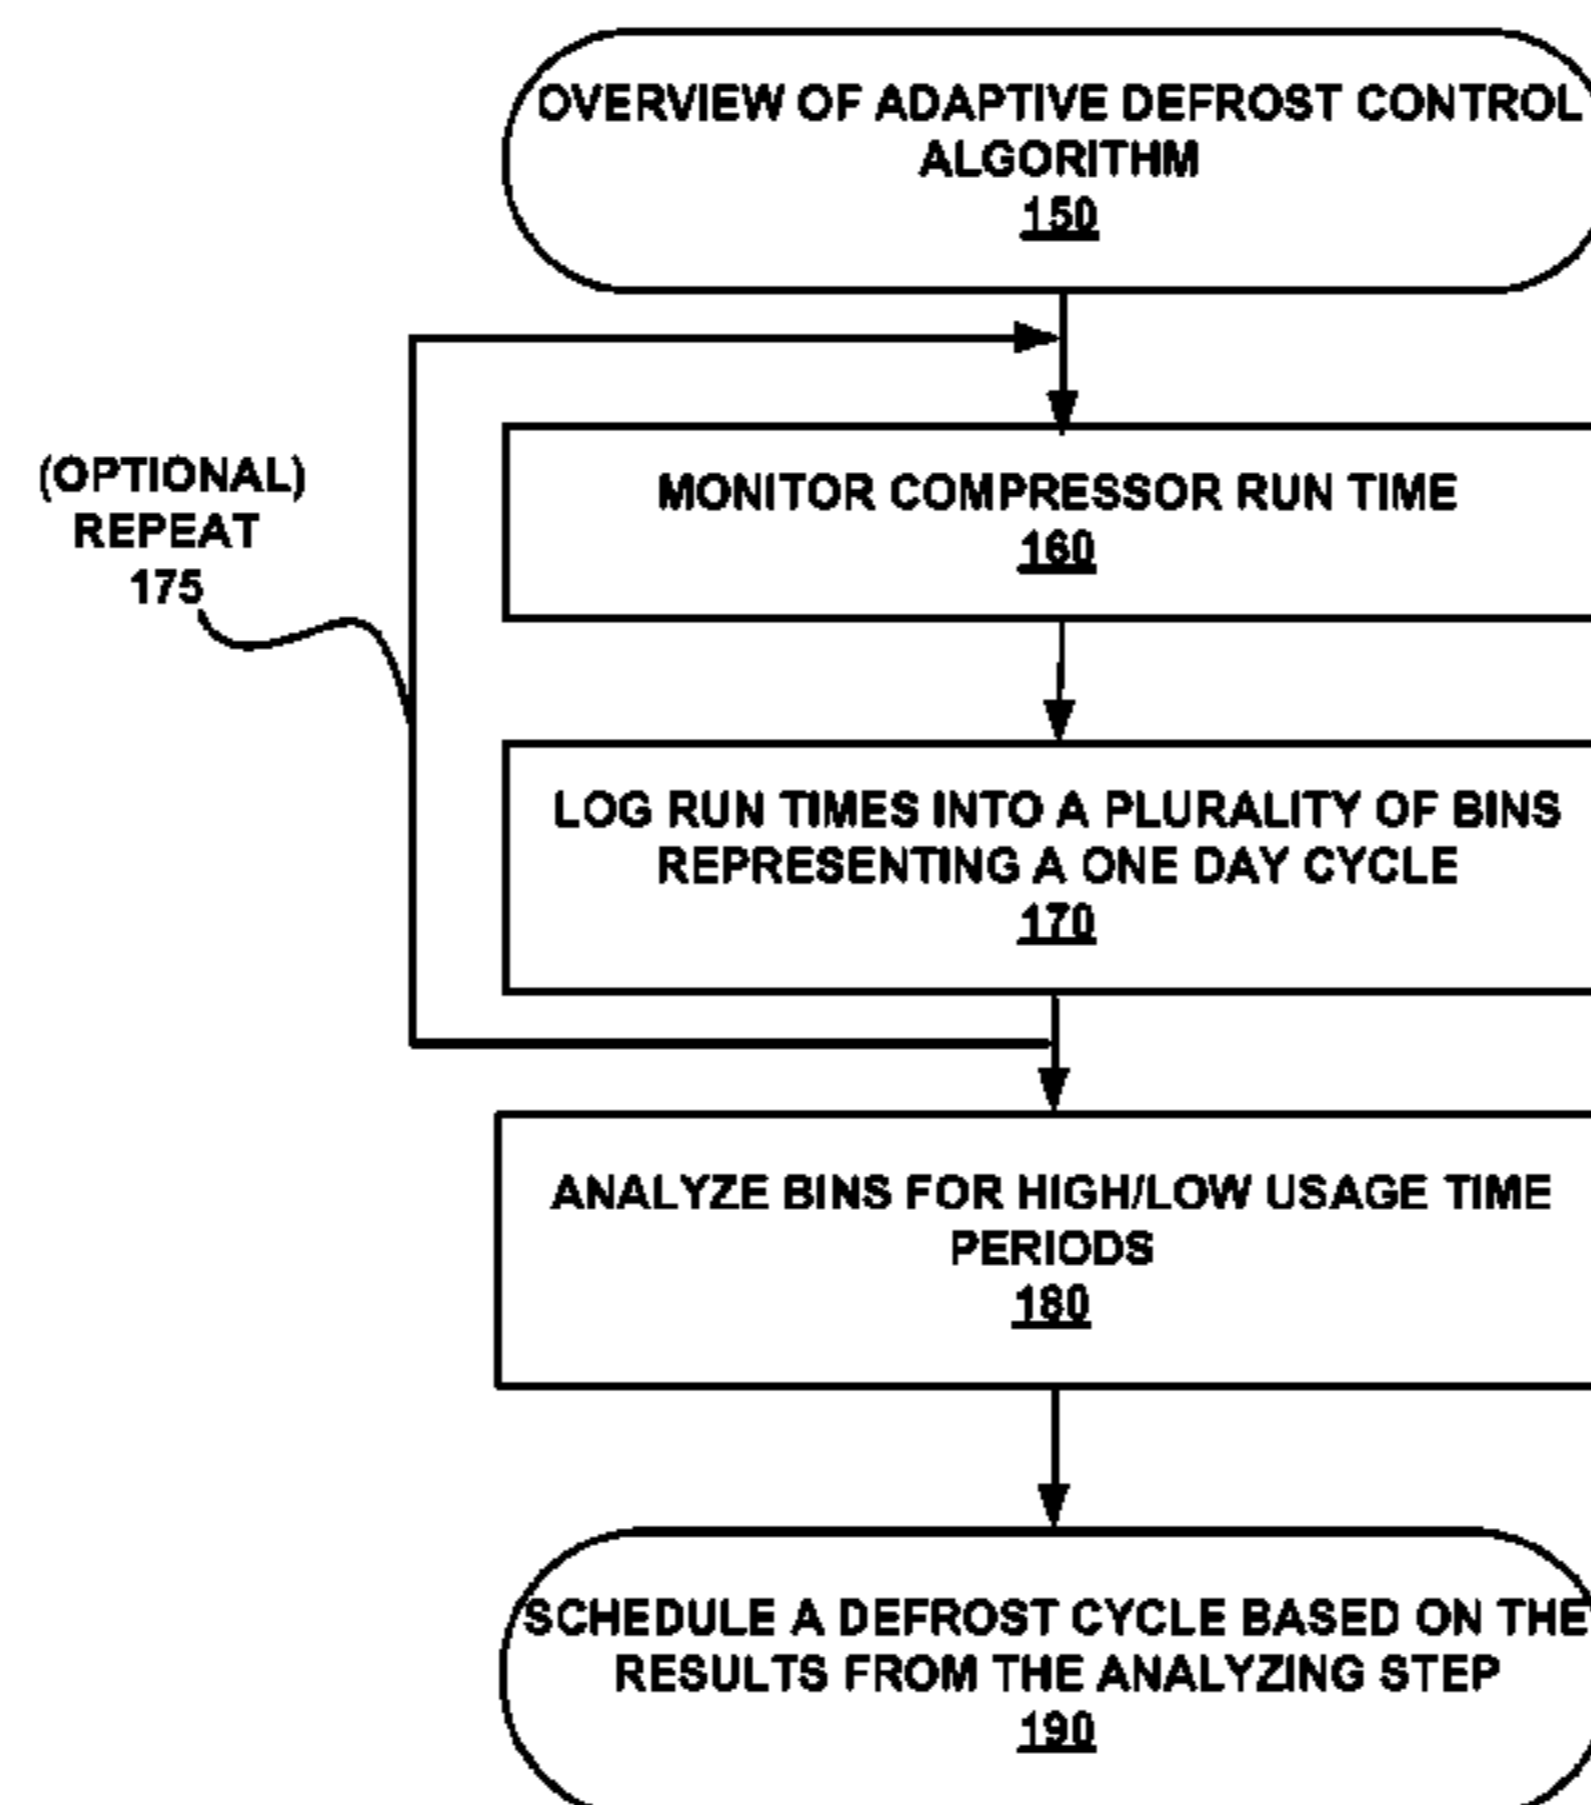 OVERVIEW OF ADAPTIVE DEFROST CONTROL
ALGORITHM
150
(OPTIONAL)
REPEAT
175
MONITOR COMPRESSOR RUN TIME
160
LOG RUN TIMES INTO A PLURALITY OF BINS
REPRESENTING A ONE DAY CYCLE
170
ANALYZE BINS FOR HIGH/LOW USAGE TIME
PERIODS
180
SCHEDULE A DEFROST CYCLE BASED ON THE
RESULTS FROM THE ANALYZING STEP
190